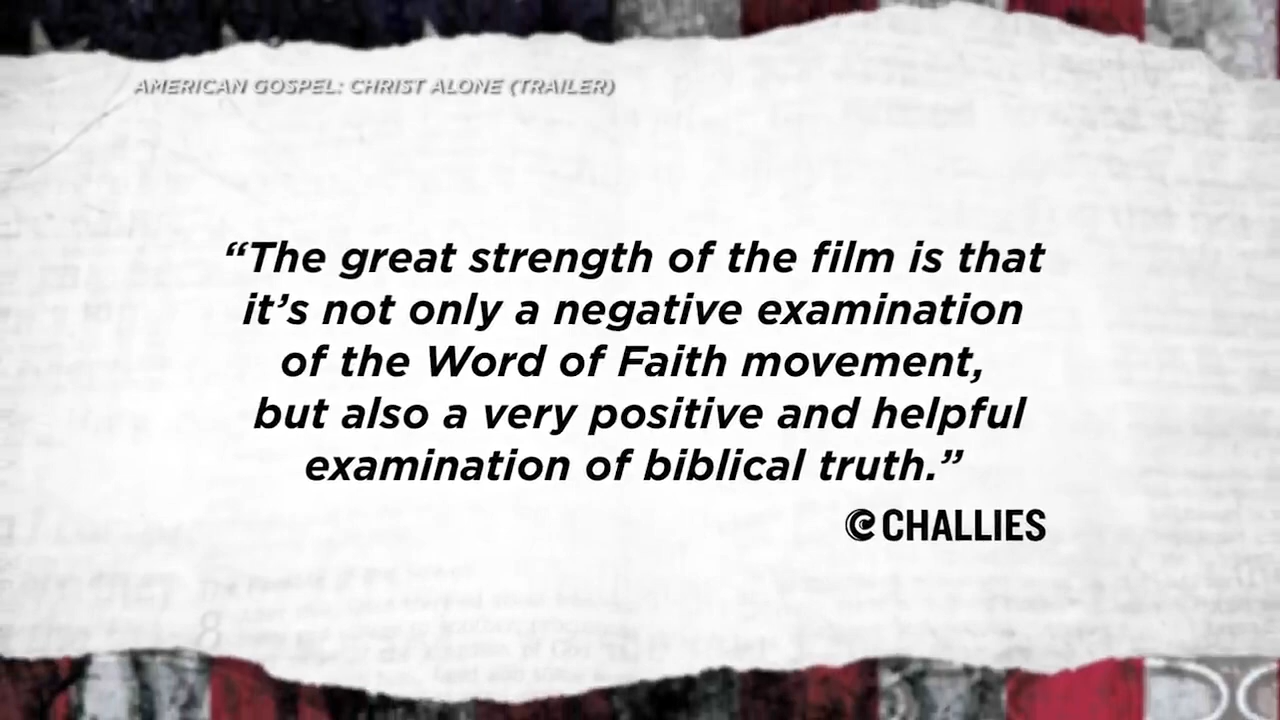 AMERICAN GOSPEL: CHRIST ALONE (TRAILER)
“The great strength of the film is that
it’s not only a negative examination
of the Word of Faith movement,
but also a very positive and helpful
examination of biblical truth.”
CHALLIES
8